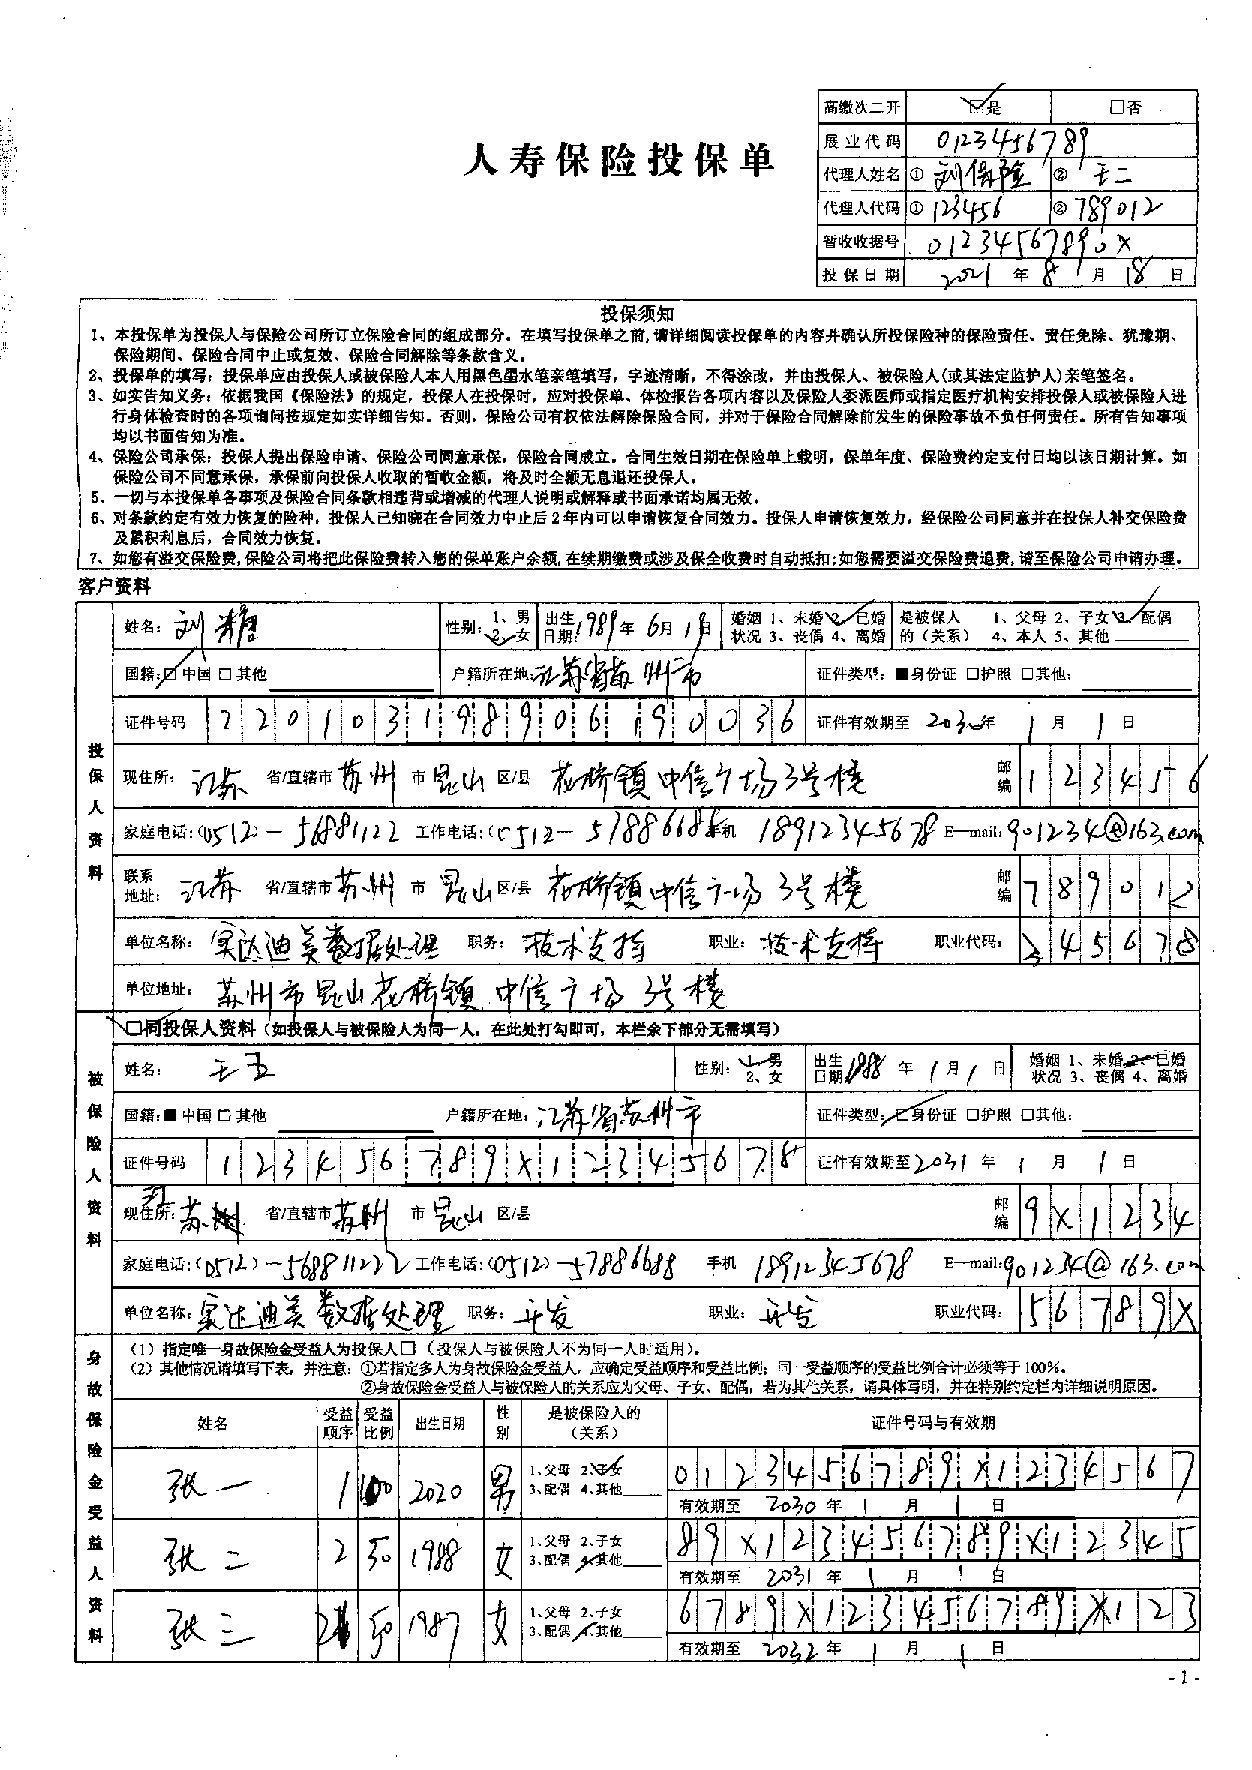 高缴次二开 ☑是 □否
人寿保险投保单
展业代码 0123456789
代理人姓名 ① 刘保险 ② 王二
代理人代码 ① 123456 ② 789012
暂收收据号 01234567890X
投保日期 2021 年 8 月 18 日
投保须知
1、本投保单为投保人与保险公司所订立保险合同的组成部分。在填写投保单之前,请详细阅读投保单的内容并确认所投保险种的保险责任、责任免除、犹豫期、
保险期间、保险合同中止或复效、保险合同解除等条款含义。
2、投保单的填写：投保单应由投保人或被保险人本人用黑色墨水笔亲笔填写，字迹清晰，不得涂改，并由投保人、被保险人(或其法定监护人)亲笔签名。
3、如实告知义务：依据我国《保险法》的规定，投保人在投保时，应对投保单、体检报告各项内容以及保险人委派医师或指定医疗机构安排投保人或被保险人进
行身体检查时的各项询问按规定如实详细告知。否则，保险公司有权依法解除保险合同，并对于保险合同解除前发生的保险事故不负任何责任。所有告知事项
均以书面告知为准。
4、保险公司承保：投保人提出保险申请、保险公司同意承保，保险合同成立。合同生效日期在保险单上载明，保单年度、保险费约定支付日均以该日期计算。如
保险公司不同意承保，承保前向投保人收取的暂收金额，将及时全额无息退还投保人。
5、一切与本投保单各事项及保险合同条款相违背或增减的代理人说明或解释或书面承诺均属无效。
6、对条款约定有效力恢复的险种，投保人已知晓在合同效力中止后2年内可以申请恢复合同效力。投保人申请恢复效力，经保险公司同意并在投保人补交保险费
及累积利息后，合同效力恢复。
7、如您有溢交保险费,保险公司将把此保险费转入您的保单账户余额,在续期缴费或涉及保全收费时自动抵扣;如您需要溢交保险费退费,请至保险公司申请办理。
客户资料
投保人资料
姓名：刘糖 性别：1、男 2、女 出生日期：1989年 6月19日 婚姻状况 1、未婚 2、已婚 3、丧偶 4、离婚 是被保人的（关系） 1、父母 2、子女 3、配偶 4、本人 5、其他
国籍：☑中国 □其他 户籍所在地：江苏省苏州市 证件类型：■身份证 □护照 □其他：
证件号码 220103198906190036 证件有效期至 2030年 1 月 1 日
现住所： 江苏 省/直辖市 苏州 市 昆山 区/县 花桥镇中信广场3号楼 邮编 123456
家庭电话：(0512)-56881122 工作电话：(0512-57886686 手机 18912345678 E—mail: 901234@163.com
联系地址： 江苏 省/直辖市 苏州 市 昆山 区/县 花桥镇中信广场 3号楼 邮编 789012
单位名称： 实达迪美数据处理 职务： 技术支持 职业： 技术支持 职业代码： 345678
单位地址： 苏州市昆山花桥镇中信广场 3号楼
☑同投保人资料（如投保人与被保险人为同一人，在此处打勾即可，本栏余下部分无需填写）
被保险人资料
姓名： 王五 性别：1、男 2、女 出生日期：1988 年 1月1 日 婚姻状况 1、未婚 2、已婚 3、丧偶 4、离婚
国籍：■中国 □其他 户籍所在地：江苏省苏州市 证件类型：☑身份证 □护照 □其他：
证件号码 123456789X12345678 证件有效期至 2031 年 1 月 1 日
现住所： 江苏 省/直辖市 苏州 市 昆山 区/县 邮编 9X1234
家庭电话：(0512)-568811222 工作电话：(0512)-57886688 手机 18912345678 E—mail: 901234@163.com
单位名称： 实达迪美数据处理 职务： 开发 职业： 开发 职业代码： 56789X
身故保险金受益人资料
（1）指定唯一身故保险金受益人为投保人□（投保人与被保险人不为同一人时适用）。
（2）其他情况请填写下表，并注意：①若指定多人为身故保险金受益人，应确定受益顺序和受益比例；同一受益顺序的受益比例合计必须等于100%。
②身故保险金受益人与被保险人的关系应为父母、子女、配偶，若为其他关系，请具体写明，并在特别约定栏内详细说明原因。
姓名 受益顺序 受益比例 出生日期 性别 是被保险人的（关系） 证件号码与有效期
张一 1 100 2020 男 1、父母 2、子女 3、配偶 4、其他 0123456789X1234567
有效期至 2030 年 1 月 1 日
张二 2 50 1988 女 1、父母 2、子女 3、配偶 4、其他 89X123456789X12345
有效期至 2031 年 1 月 1 日
张三 2 50 1987 女 1、父母 2、子女 3、配偶 4、其他 6789X123456789X123
有效期至 2032 年 1 月 1 日
- 1 -